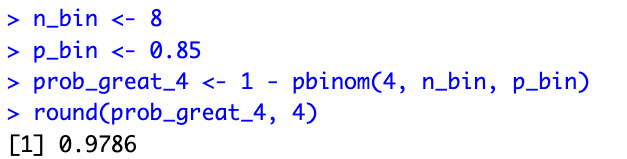 > n_bin <- 8
> p_bin <- 0.85
> prob_great_4 <- 1 - pbinom(4, n_bin, p_bin)
> round(prob_great_4, 4)
[1] 0.9786